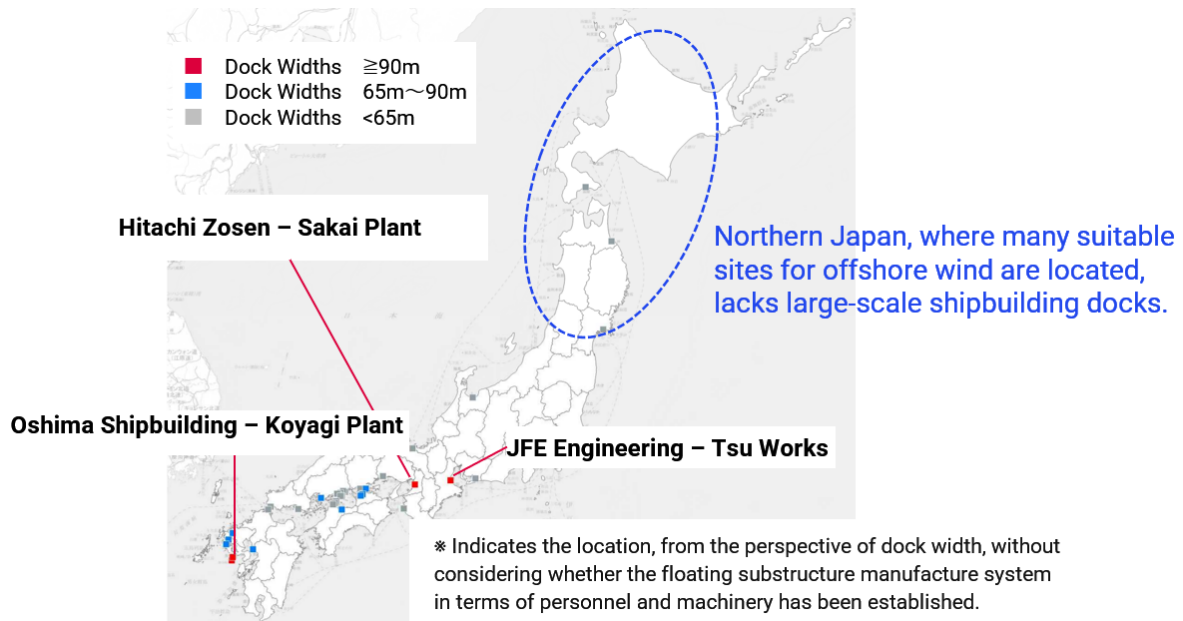 Dock Widths ≧90m
Dock Widths 65m～90m
Dock Widths <65m
Hitachi Zosen – Sakai Plant
Northern Japan, where many suitable
sites for offshore wind are located,
lacks large-scale shipbuilding docks.
Oshima Shipbuilding – Koyagi Plant
JFE Engineering – Tsu Works
※ Indicates the location, from the perspective of dock width, without
considering whether the floating substructure manufacture system
in terms of personnel and machinery has been established.